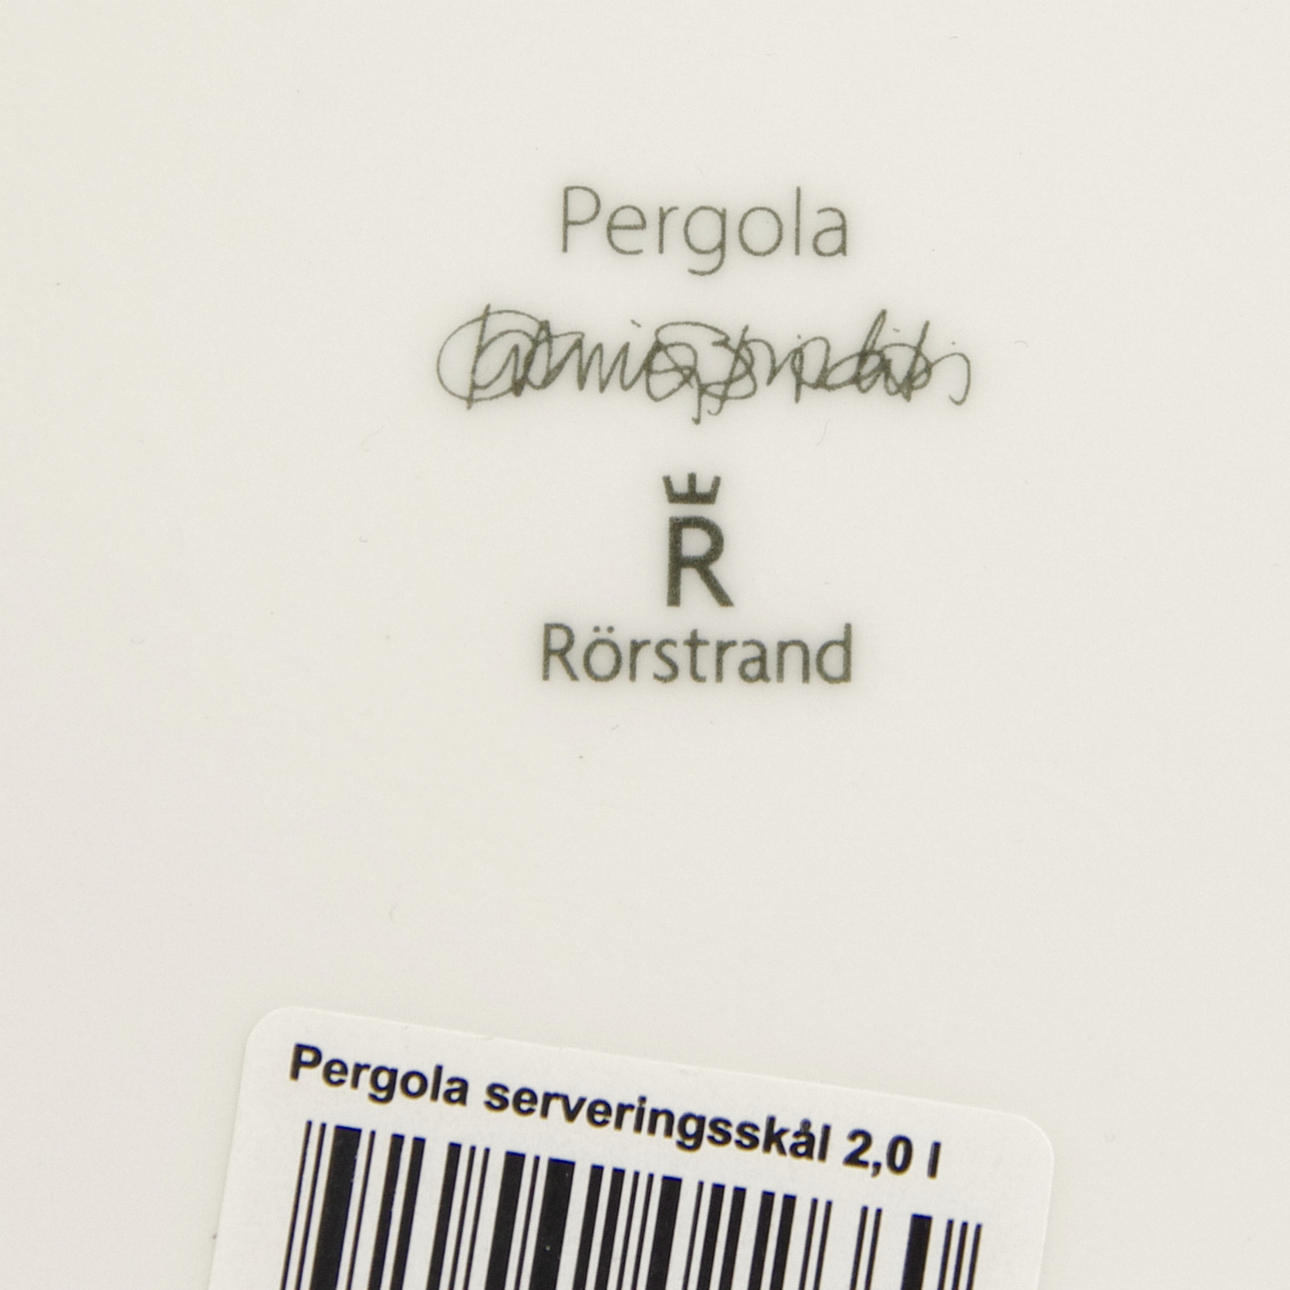 Pergola
R
Rörstrand
Pergola serveringsskål 2,0 l